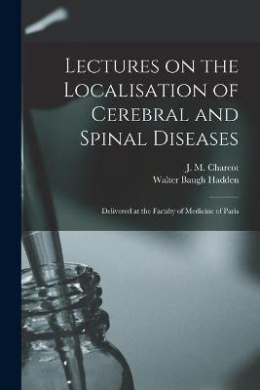 Lectures on the
Localisation of
Cerebral and
Spinal Diseases
J. M. Charcot
Walter Baugh Hadden
Delivered at the Faculty of Medicine of Paris